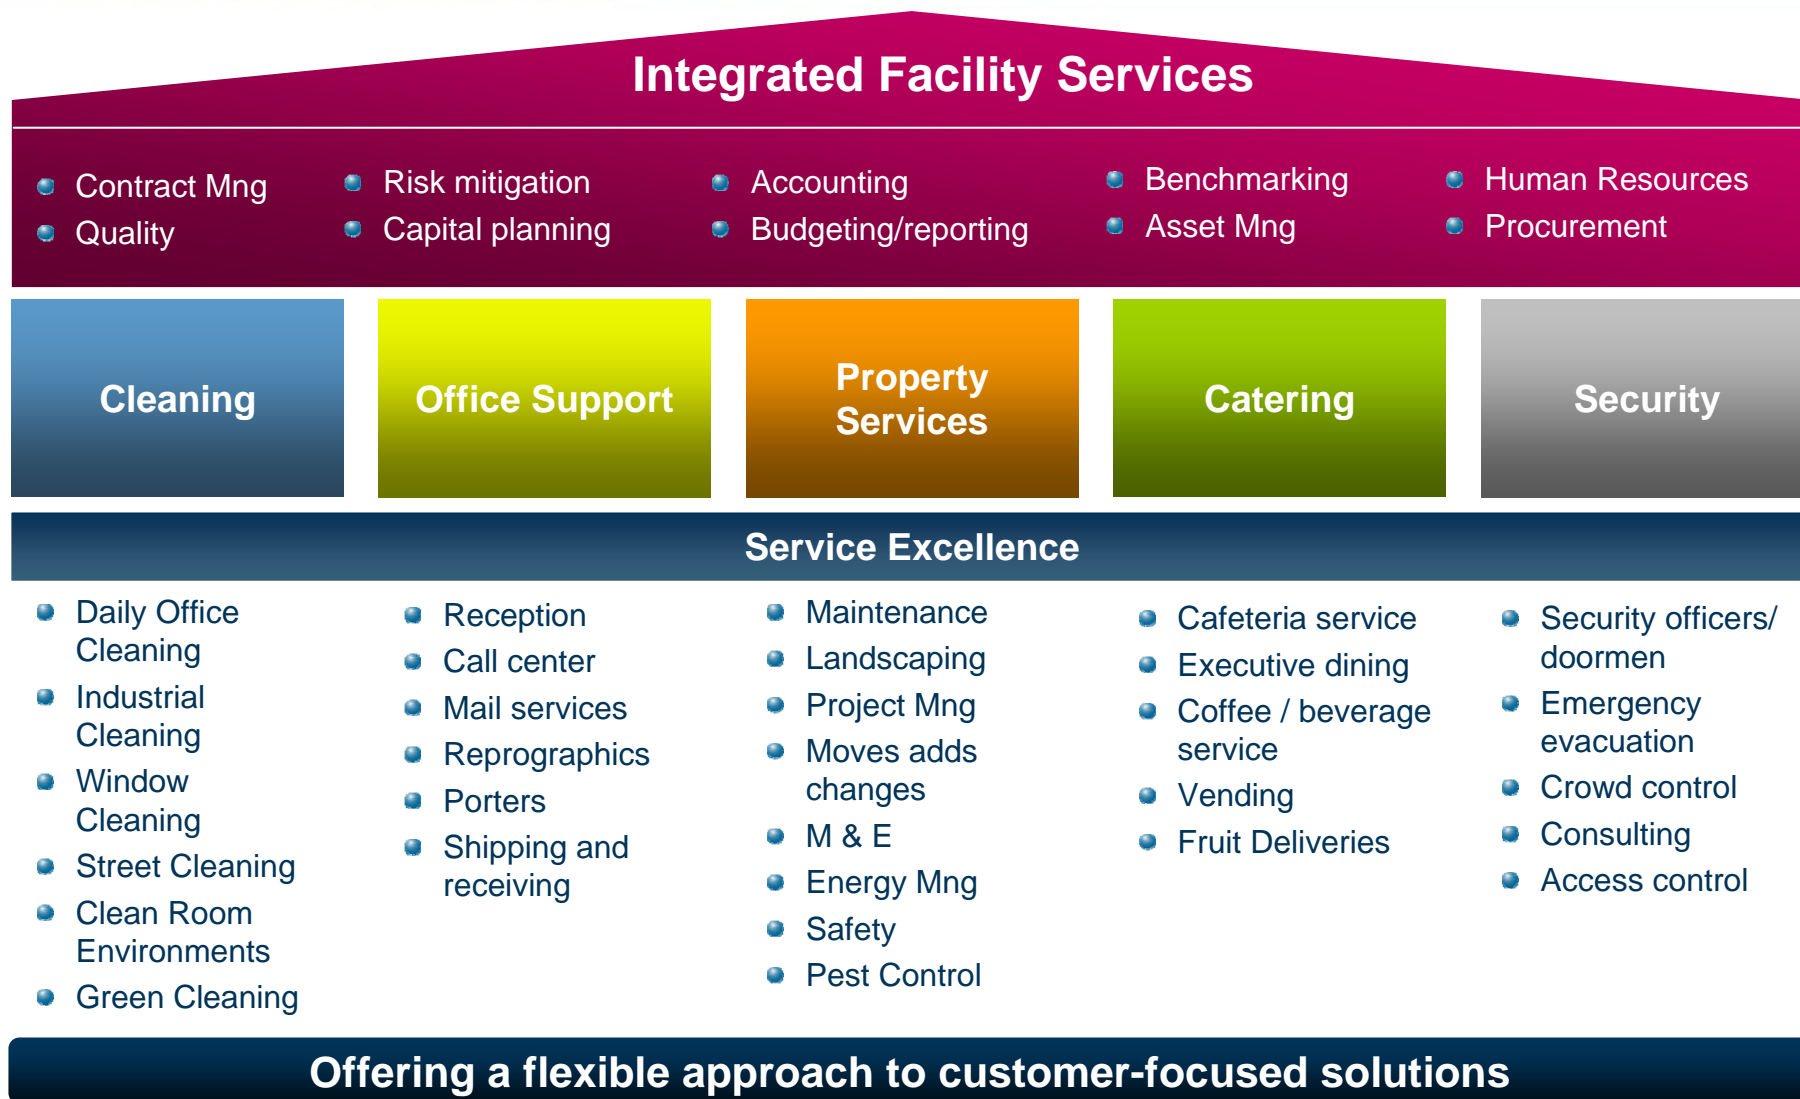 Integrated Facility Services
Contract Mng
Quality
Risk mitigation
Capital planning
Accounting
Budgeting/reporting
Benchmarking
Asset Mng
Human Resources
Procurement
Cleaning
Office Support
Property
Services
Catering
Security
Service Excellence
Daily Office
Cleaning
Industrial
Cleaning
Window
Cleaning
Street Cleaning
Clean Room
Environments
Green Cleaning
Reception
Call center
Mail services
Reprographics
Porters
Shipping and
receiving
Maintenance
Landscaping
Project Mng
Moves adds
changes
M & E
Energy Mng
Safety
Pest Control
Cafeteria service
Executive dining
Coffee / beverage
service
Vending
Fruit Deliveries
Security officers/
doormen
Emergency
evacuation
Crowd control
Consulting
Access control
Offering a flexible approach to customer-focused solutions